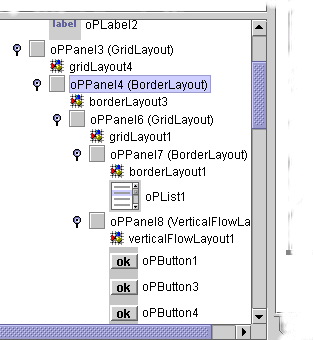 label oPLabel2
oPPanel3 (GridLayout)
gridLayout4
oPPanel4 (BorderLayout)
borderLayout3
oPPanel6 (GridLayout)
gridLayout1
oPPanel7 (BorderLayout)
borderLayout1
oPList1
oPPanel8 (VerticalFlowLa
verticalFlowLayout1
ok oPButton1
ok oPButton3
ok oPButton4